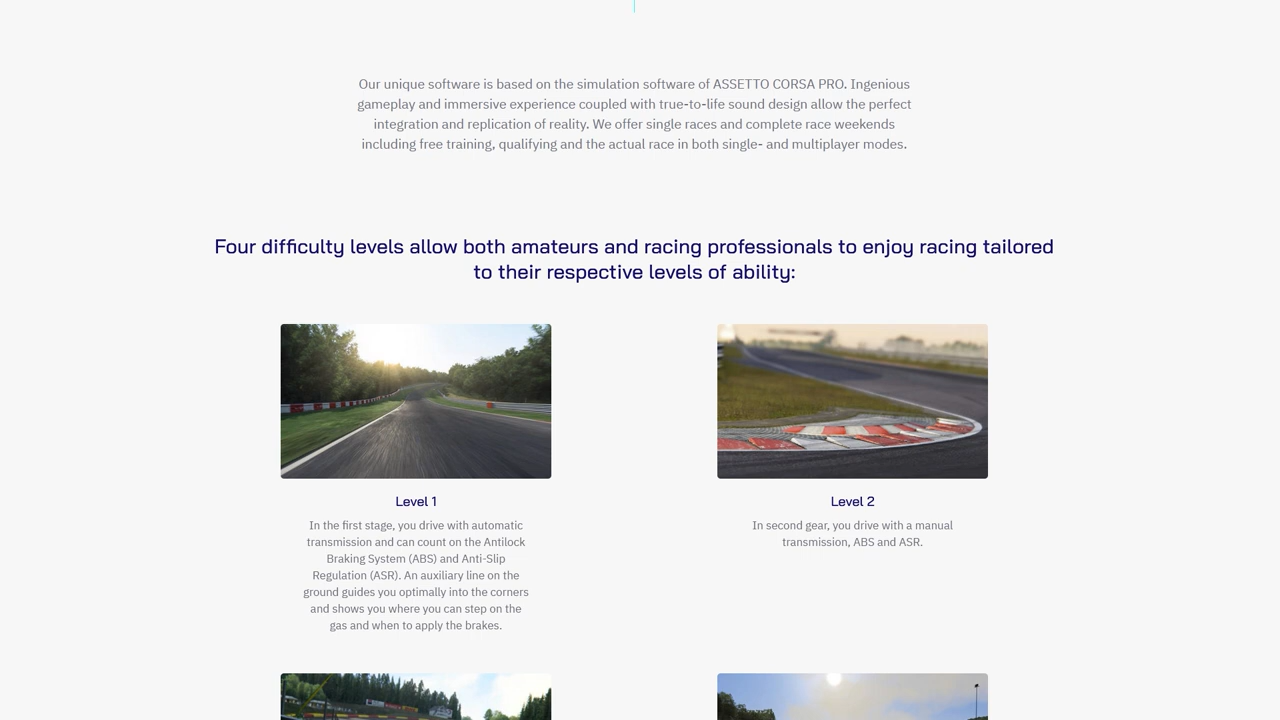 Our unique software is based on the simulation software of ASSETTO CORSA PRO. Ingenious
gameplay and immersive experience coupled with true-to-life sound design allow the perfect
integration and replication of reality. We offer single races and complete race weekends
including free training, qualifying and the actual race in both single- and multiplayer modes.
Four difficulty levels allow both amateurs and racing professionals to enjoy racing tailored
to their respective levels of ability:
Level 1
In the first stage, you drive with automatic
transmission and can count on the Antilock
Braking System (ABS) and Anti-Slip
Regulation (ASR). An auxiliary line on the
ground guides you optimally into the corners
and shows you where you can step on the
gas and when to apply the brakes.
Level 2
In second gear, you drive with a manual
transmission, ABS and ASR.